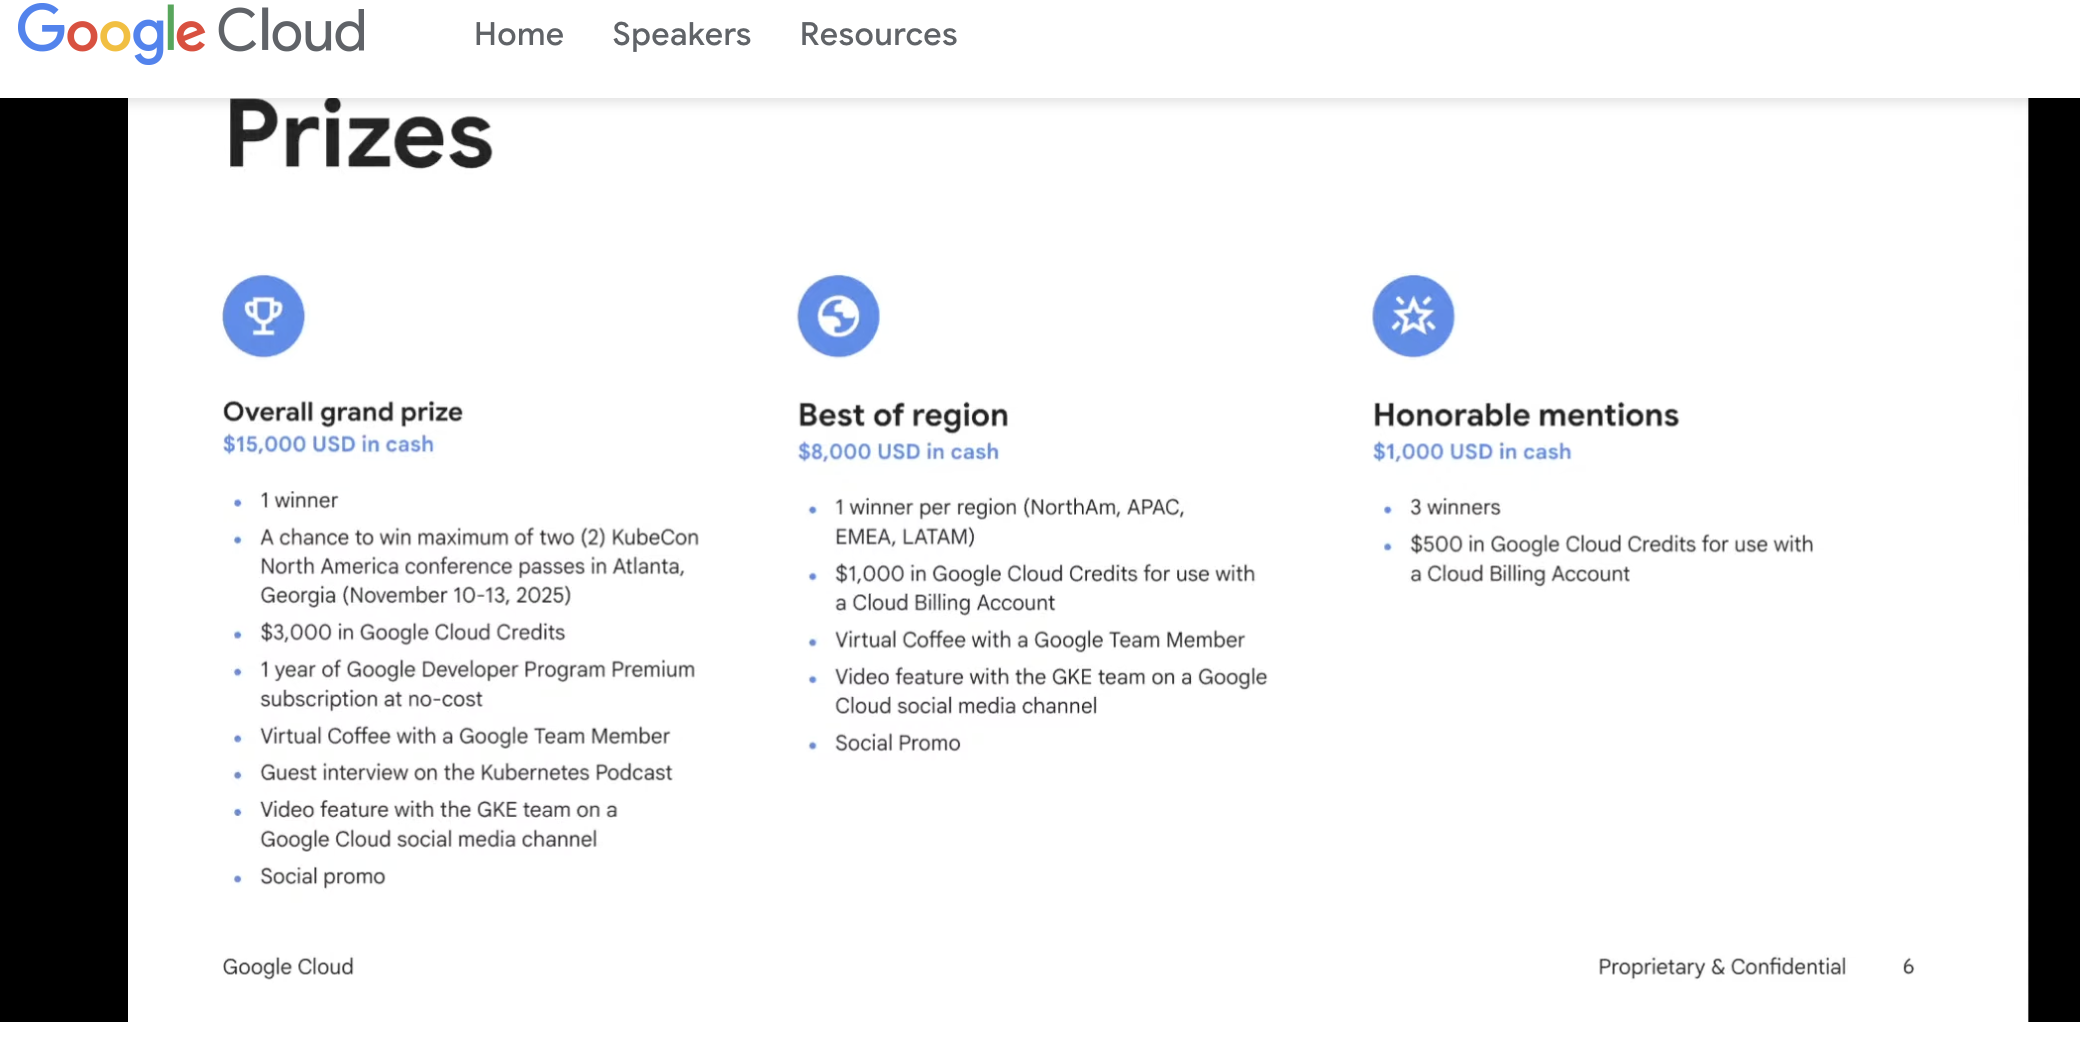 Google Cloud Home Speakers Resources
Prizes
Overall grand prize
$15,000 USD in cash
• 1 winner
• A chance to win maximum of two (2) KubeCon
North America conference passes in Atlanta,
Georgia (November 10-13, 2025)
• $3,000 in Google Cloud Credits
• 1 year of Google Developer Program Premium
subscription at no-cost
• Virtual Coffee with a Google Team Member
• Guest interview on the Kubernetes Podcast
• Video feature with the GKE team on a
Google Cloud social media channel
• Social promo
Best of region
$8,000 USD in cash
• 1 winner per region (NorthAm, APAC,
EMEA, LATAM)
• $1,000 in Google Cloud Credits for use with
a Cloud Billing Account
• Virtual Coffee with a Google Team Member
• Video feature with the GKE team on a Google
Cloud social media channel
• Social Promo
Honorable mentions
$1,000 USD in cash
• 3 winners
• $500 in Google Cloud Credits for use with
a Cloud Billing Account
Google Cloud
Proprietary & Confidential 6